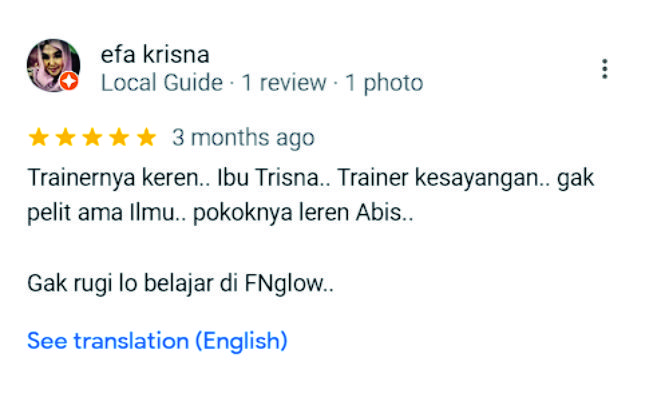 efa krisna
Local Guide · 1 review · 1 photo
3 months ago
Trainernya keren.. Ibu Trisna.. Trainer kesayangan.. gak
pelit ama Ilmu.. pokoknya leren Abis..
Gak rugi lo belajar di FNglow..
See translation (English)